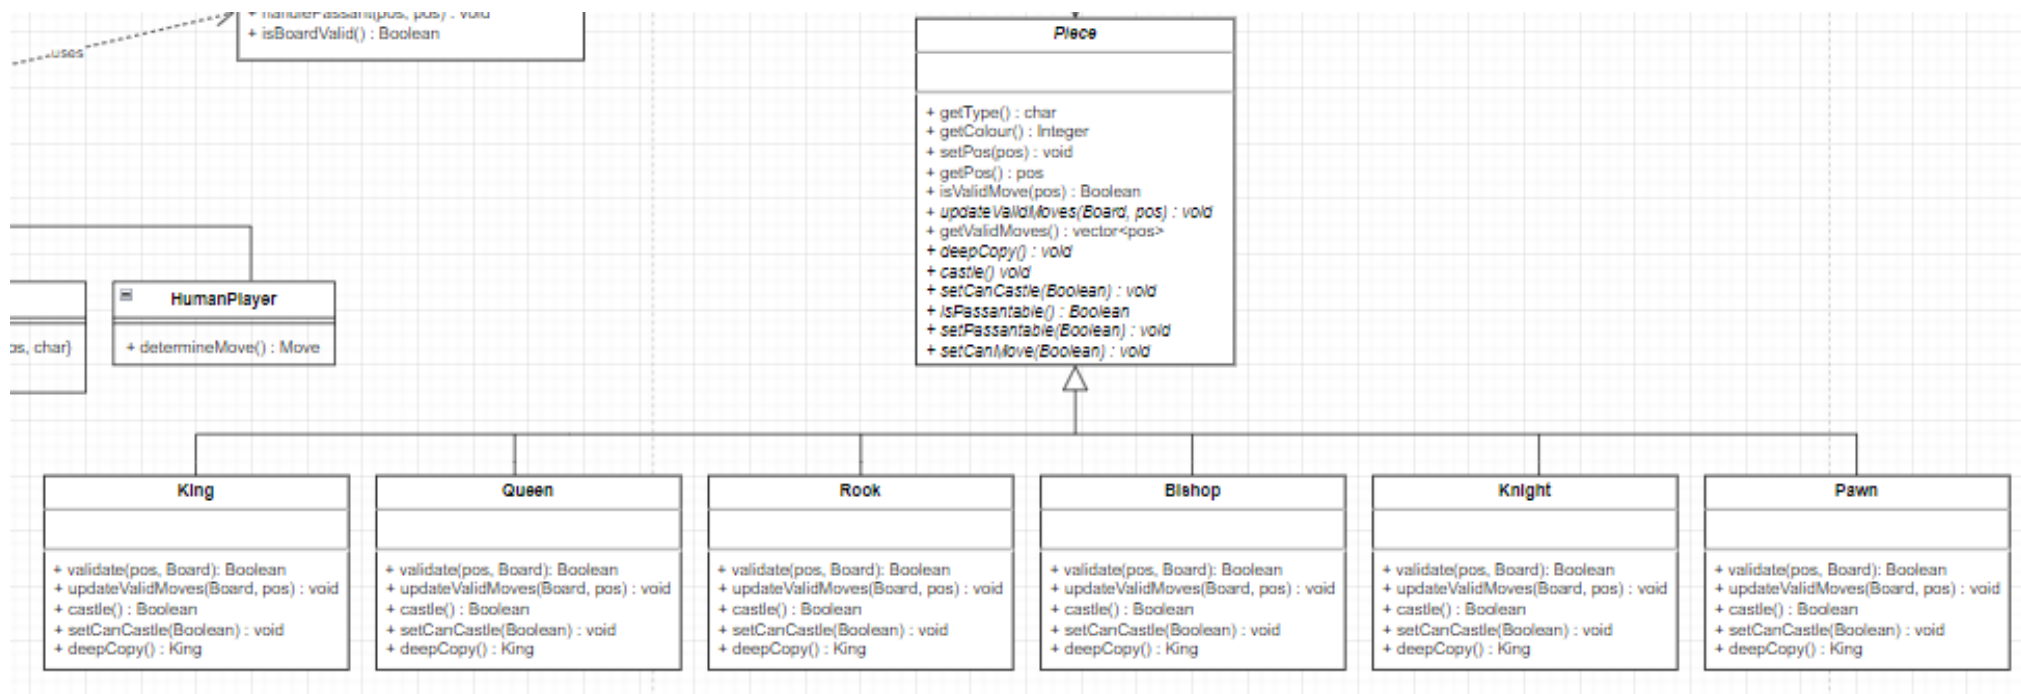 + handlePassant(pos, pos) : void
+ isBoardValid() : Boolean
uses
Piece
+ getType() : char
+ getColour() : Integer
+ setPos(pos) : void
+ getPos() : pos
+ isValidMove(pos) : Boolean
+ updateValidMoves(Board, pos) : void
+ getValidMoves() : vector<pos>
+ deepCopy() : void
+ castle() void
+ setCanCastle(Boolean) : void
+ isPassantable() : Boolean
+ setPassantable(Boolean) : void
+ setCanMove(Boolean) : void
char}
HumanPlayer
+ determineMove() : Move
King
+ validate(pos, Board): Boolean
+ updateValidMoves(Board, pos) : void
+ castle() : Boolean
+ setCanCastle(Boolean) : void
+ deepCopy() : King
Queen
+ validate(pos, Board): Boolean
+ updateValidMoves(Board, pos) : void
+ castle() : Boolean
+ setCanCastle(Boolean) : void
+ deepCopy() : King
Rook
+ validate(pos, Board): Boolean
+ updateValidMoves(Board, pos) : void
+ castle() : Boolean
+ setCanCastle(Boolean) : void
+ deepCopy() : King
Bishop
+ validate(pos, Board): Boolean
+ updateValidMoves(Board, pos) : void
+ castle() : Boolean
+ setCanCastle(Boolean) : void
+ deepCopy() : King
Knight
+ validate(pos, Board): Boolean
+ updateValidMoves(Board, pos) : void
+ castle() : Boolean
+ setCanCastle(Boolean) : void
+ deepCopy() : King
Pawn
+ validate(pos, Board): Boolean
+ updateValidMoves(Board, pos) : void
+ castle() : Boolean
+ setCanCastle(Boolean) : void
+ deepCopy() : King